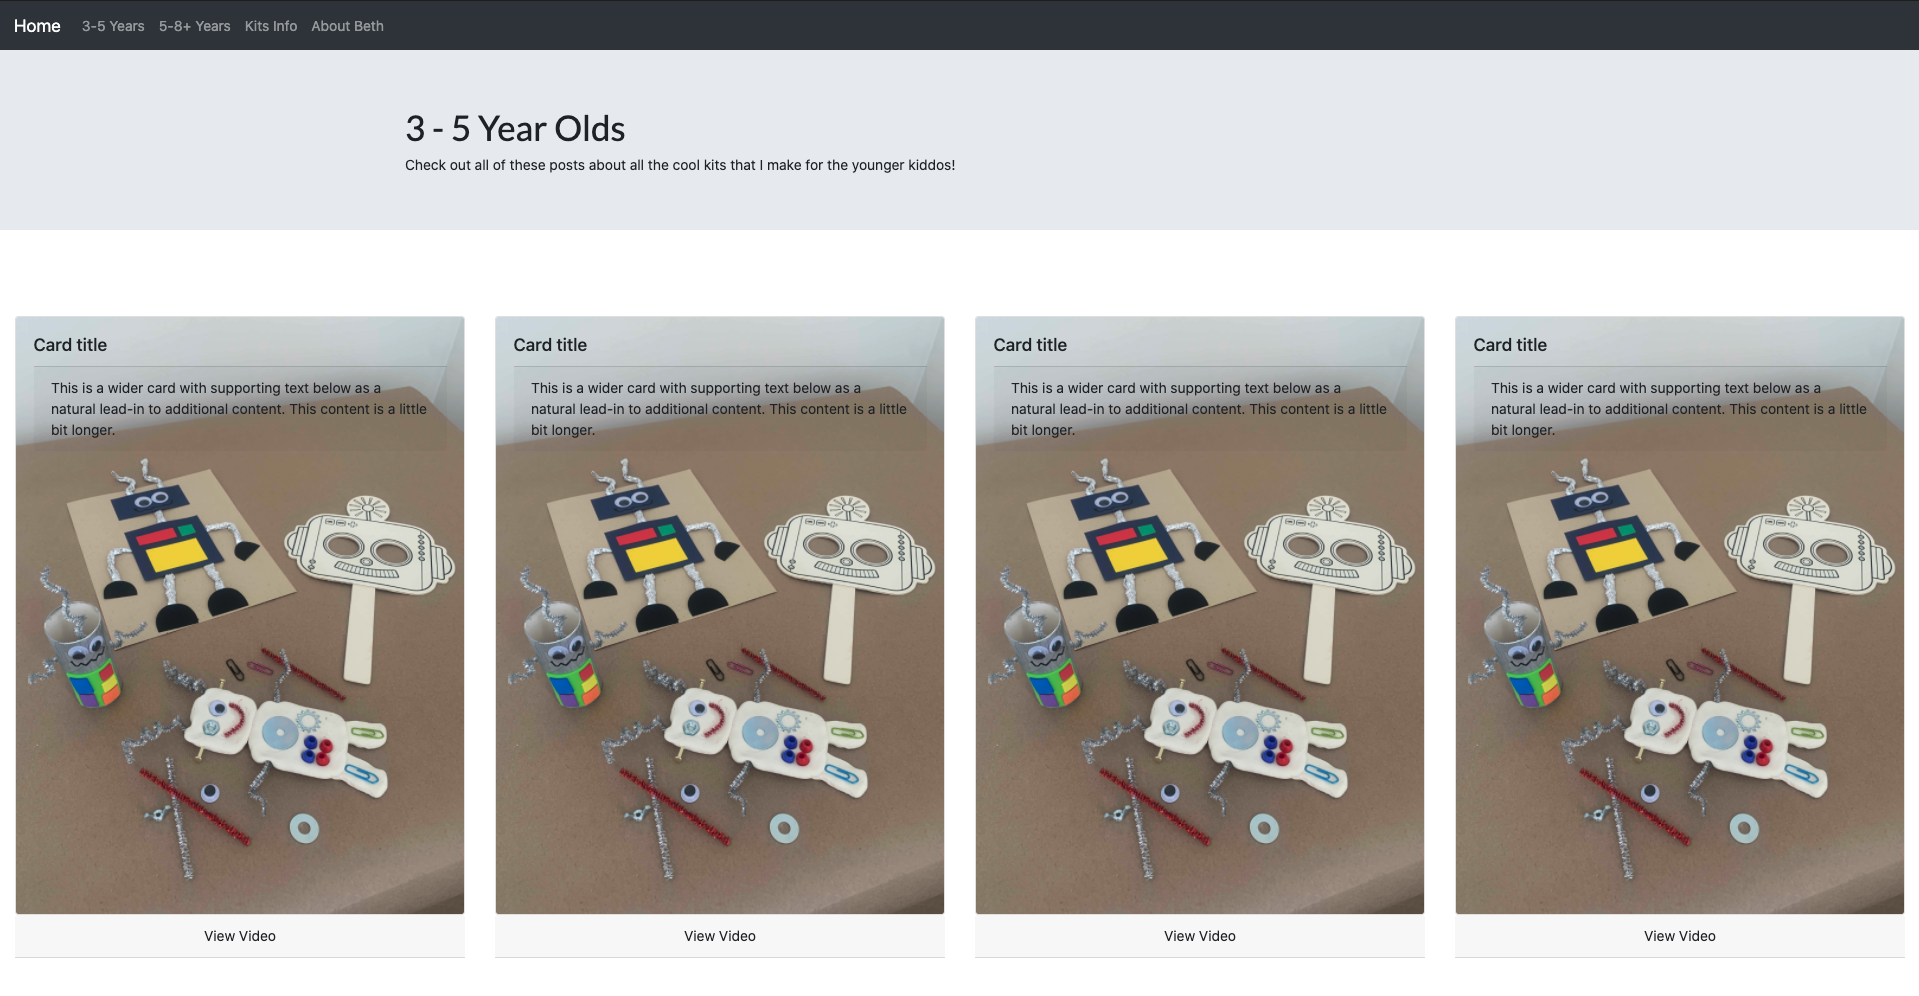 Home 3-5 Years 5-8+ Years Kits Info About Beth
3 - 5 Year Olds
Check out all of these posts about all the cool kits that I make for the younger kiddos!
Card title
This is a wider card with supporting text below as a
natural lead-in to additional content. This content is a little
bit longer.
View Video
Card title
This is a wider card with supporting text below as a
natural lead-in to additional content. This content is a little
bit longer.
View Video
Card title
This is a wider card with supporting text below as a
natural lead-in to additional content. This content is a little
bit longer.
View Video
Card title
This is a wider card with supporting text below as a
natural lead-in to additional content. This content is a little
bit longer.
View Video